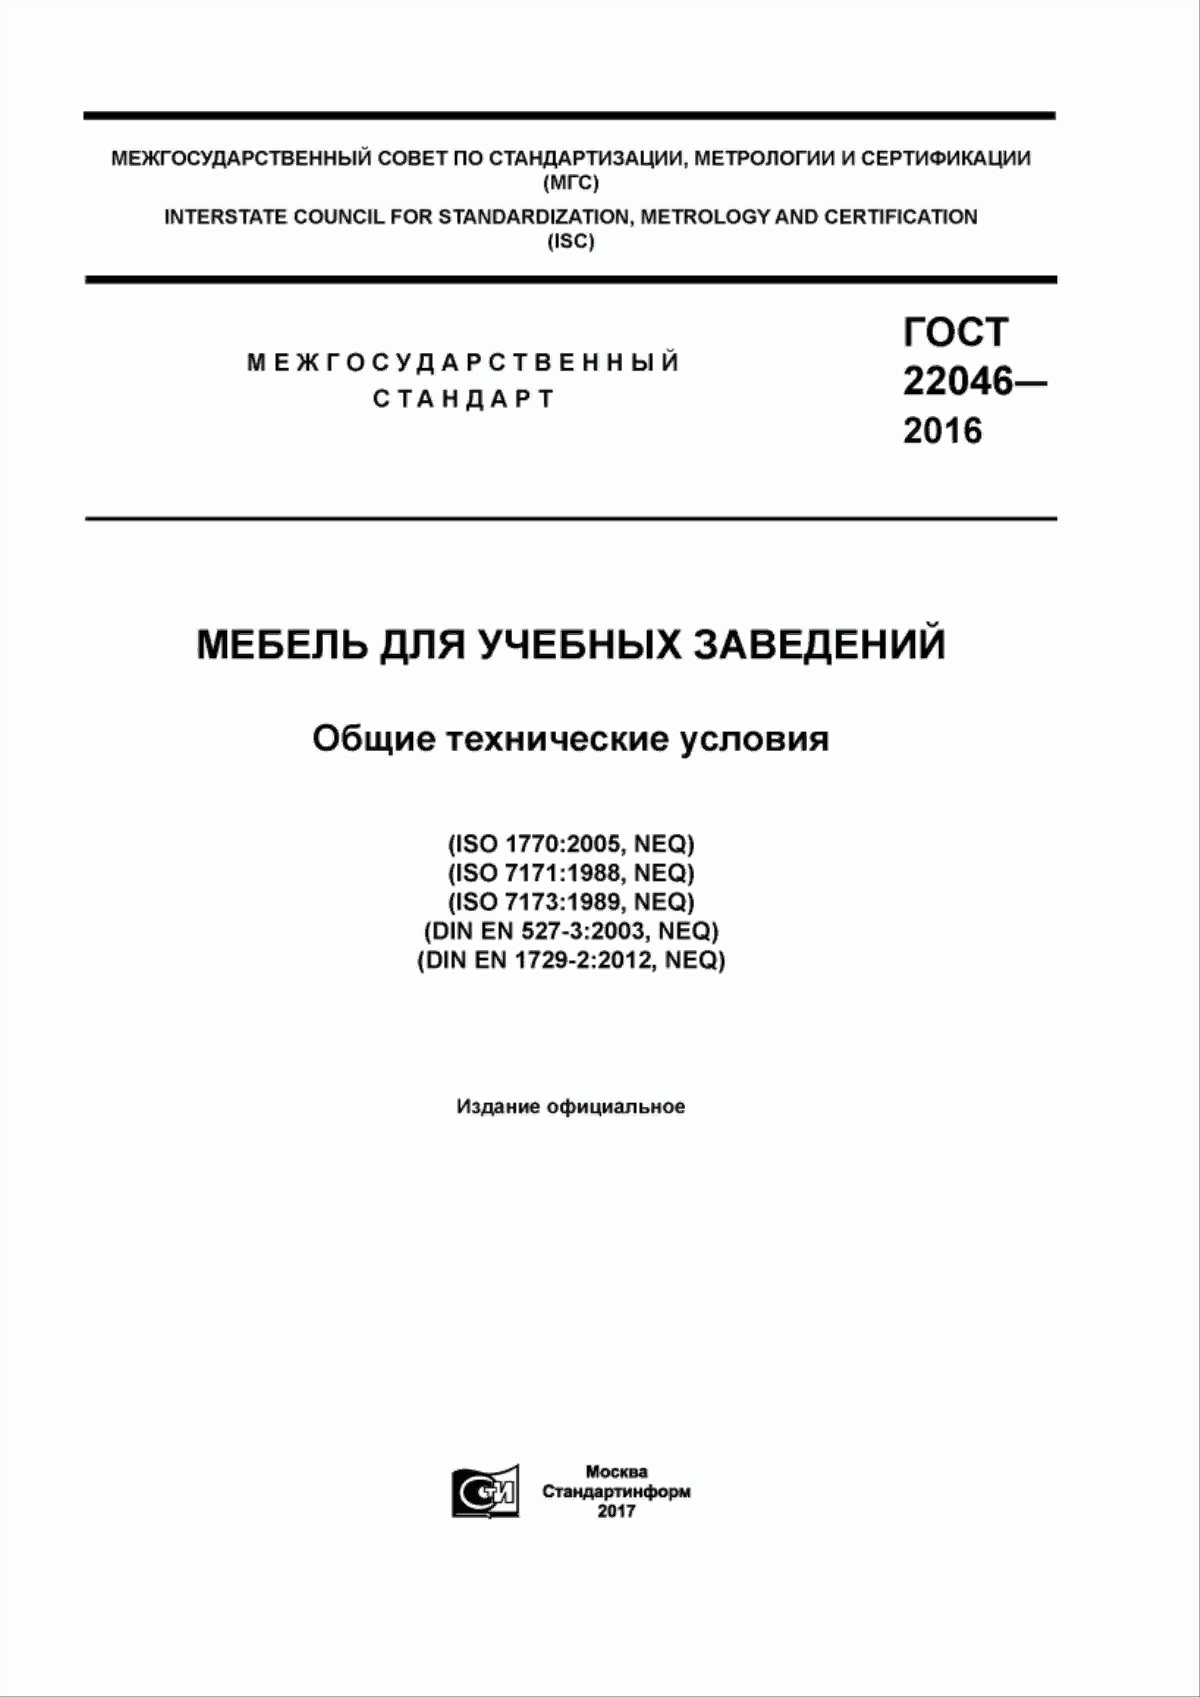 МЕЖГОСУДАРСТВЕННЫЙ СОВЕТ ПО СТАНДАРТИЗАЦИИ, МЕТРОЛОГИИ И СЕРТИФИКАЦИИ
(МГС)
INTERSTATE COUNCIL FOR STANDARDIZATION, METROLOGY AND CERTIFICATION
(ISC)
МЕЖГОСУДАРСТВЕННЫЙ
СТАНДАРТ
ГОСТ
22046—
2016
МЕБЕЛЬ ДЛЯ УЧЕБНЫХ ЗАВЕДЕНИЙ
Общие технические условия
(ISO 1770:2005, NEQ)
(ISO 7171:1988, NEQ)
(ISO 7173:1989, NEQ)
(DIN EN 527-3:2003, NEQ)
(DIN EN 1729-2:2012, NEQ)
Издание официальное
СТИ
Москва
Стандартинформ
2017